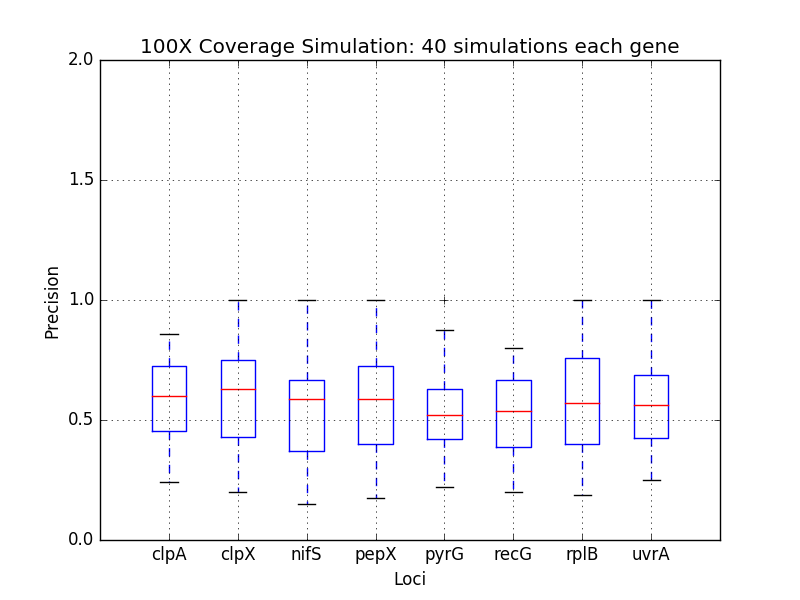 100X Coverage Simulation: 40 simulations each gene
2.0
1.5
1.0
0.5
0.0
Precision
clpA clpX nifS pepX pyrG recG rplB uvrA
Loci